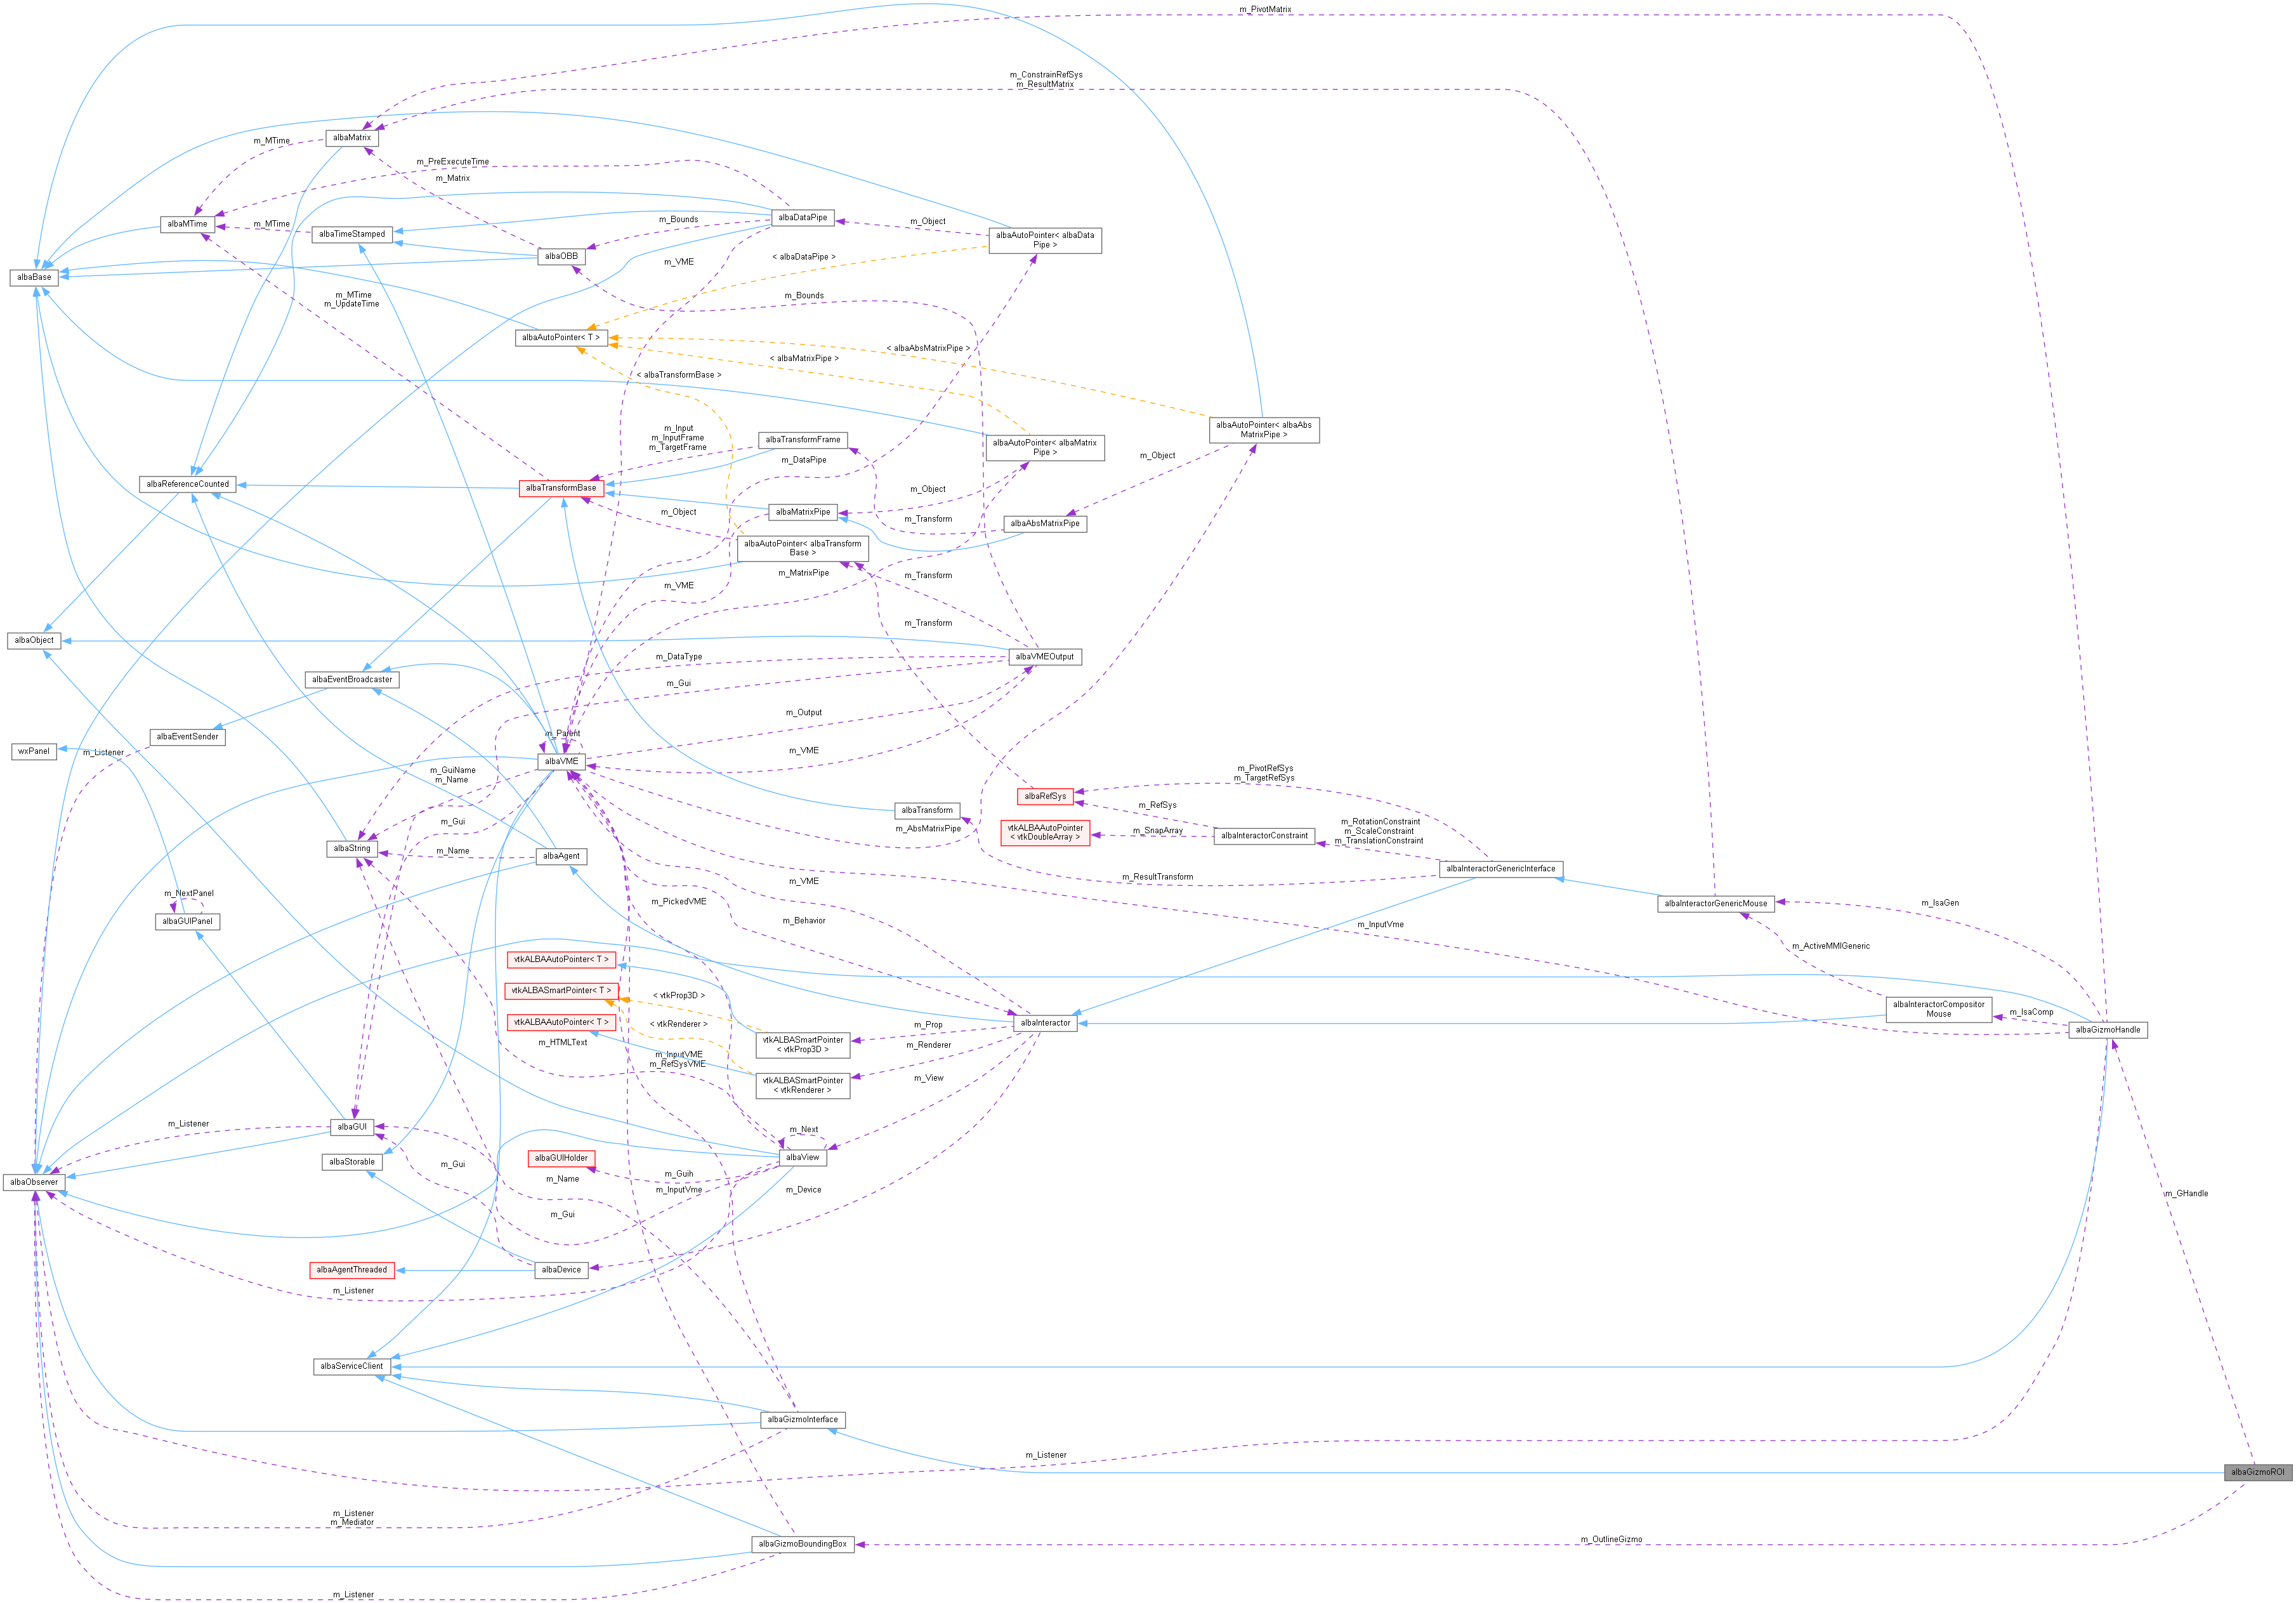 m_PivotMatrix
m_ConstrainRefSys
m_ResultMatrix
albaMatrix
m_MTime
m_PreExecuteTime
m_Matrix
albaMTime
m_MTime
albaTimeStamped
m_Bounds
albaDataPipe
m_Object
albaAutoPointer< albaData
Pipe >
albaOBB
m_VME
< albaDataPipe >
albaBase
m_MTime
m_UpdateTime
m_Bounds
albaAutoPointer< T >
< albaAbsMatrixPipe >
< albaMatrixPipe >
< albaTransformBase >
m_Input
m_InputFrame
m_TargetFrame
albaTransformFrame
albaAutoPointer< albaMatrix
Pipe >
albaAutoPointer< albaAbs
MatrixPipe >
m_DataPipe
m_Object
albaReferenceCounted
albaTransformBase
m_Object
m_Object
albaMatrixPipe
m_Transform
albaAbsMatrixPipe
albaAutoPointer< albaTransform
Base >
m_MatrixPipe
m_VME
m_Transform
m_Transform
albaObject
m_DataType
albaVMEOutput
albaEventBroadcaster
m_Gui
m_Output
albaEventSender
m_Parent
wxPanel
m_Listener
albaVME
m_VME
m_GuiName
m_Name
m_PivotRefSys
m_TargetRefSys
albaRefSys
m_RefSys
albaTransform
m_Gui
m_AbsMatrixPipe
vtkALBAAutoPointer
< vtkDoubleArray >
m_SnapArray
albaInteractorConstraint
m_RotationConstraint
m_ScaleConstraint
m_TranslationConstraint
albaString
m_Name
albaAgent
albaInteractorGenericInterface
m_VME
m_ResultTransform
m_NextPanel
albaGUIPanel
m_PickedVME
m_Behavior
m_InputVme
albaInteractorGenericMouse
m_IsaGen
m_ActiveMMIGeneric
vtkALBAAutoPointer< T >
vtkALBASmartPointer< T >
< vtkProp3D >
vtkALBAAutoPointer< T >
< vtkRenderer >
m_HTMLText
m_InputVME
m_RefSysVME
vtkALBASmartPointer
< vtkProp3D >
m_Prop
m_Renderer
albaInteractor
albaInteractorCompositor
Mouse
m_IsaComp
albaGizmoHandle
vtkALBASmartPointer
< vtkRenderer >
m_View
m_Listener
albaGUI
m_Next
albaStorable
m_Gui
albaGUIHolder
m_Guih
albaView
albaObserver
m_Name
m_InputVme
m_Device
m_GHandle
m_Gui
albaAgentThreaded
albaDevice
m_Listener
albaServiceClient
albaGizmoInterface
m_Listener
albaGizmoROI
m_Listener
m_Mediator
albaGizmoBoundingBox
m_OutlineGizmo
m_Listener